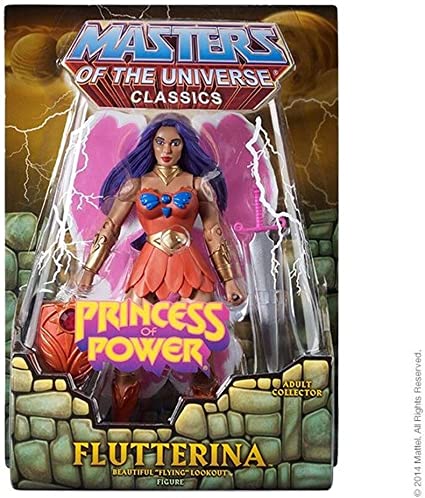 MASTERS
OF THE UNIVERSE
CLASSICS
PRINCESS
OF
POWER®
ADULT
COLLECTOR
FLUTTERINA™
BEAUTIFUL "FLYING" LOOKOUT
FIGURE
© 2014 Mattel. All Rights Reserved.